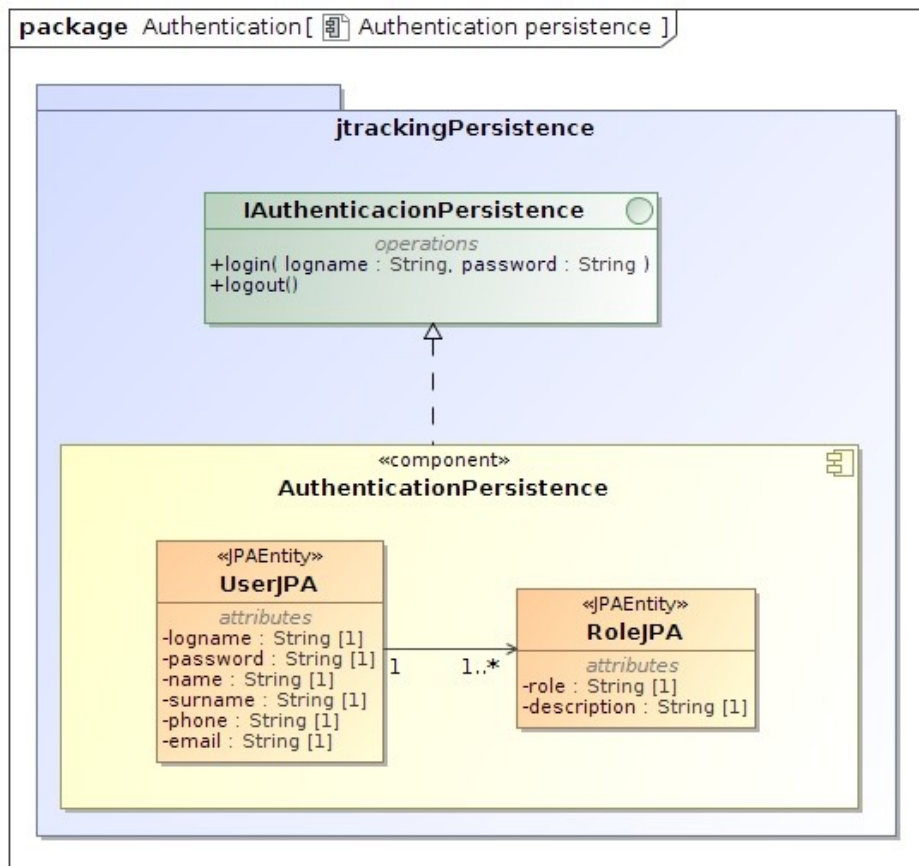 package Authentication[ Authentication persistence ]
jtrackingPersistence
IAuthenticacionPersistence
operations
+login( logname : String, password : String )
+logout()
«component»
AuthenticationPersistence
«JPAEntity»
UserJPA
attributes
-logname : String [1]
-password : String [1]
-name : String [1]
-surname : String [1]
-phone : String [1]
-email : String [1]
1
1..*
«JPAEntity»
RoleJPA
attributes
-role : String [1]
-description : String [1]